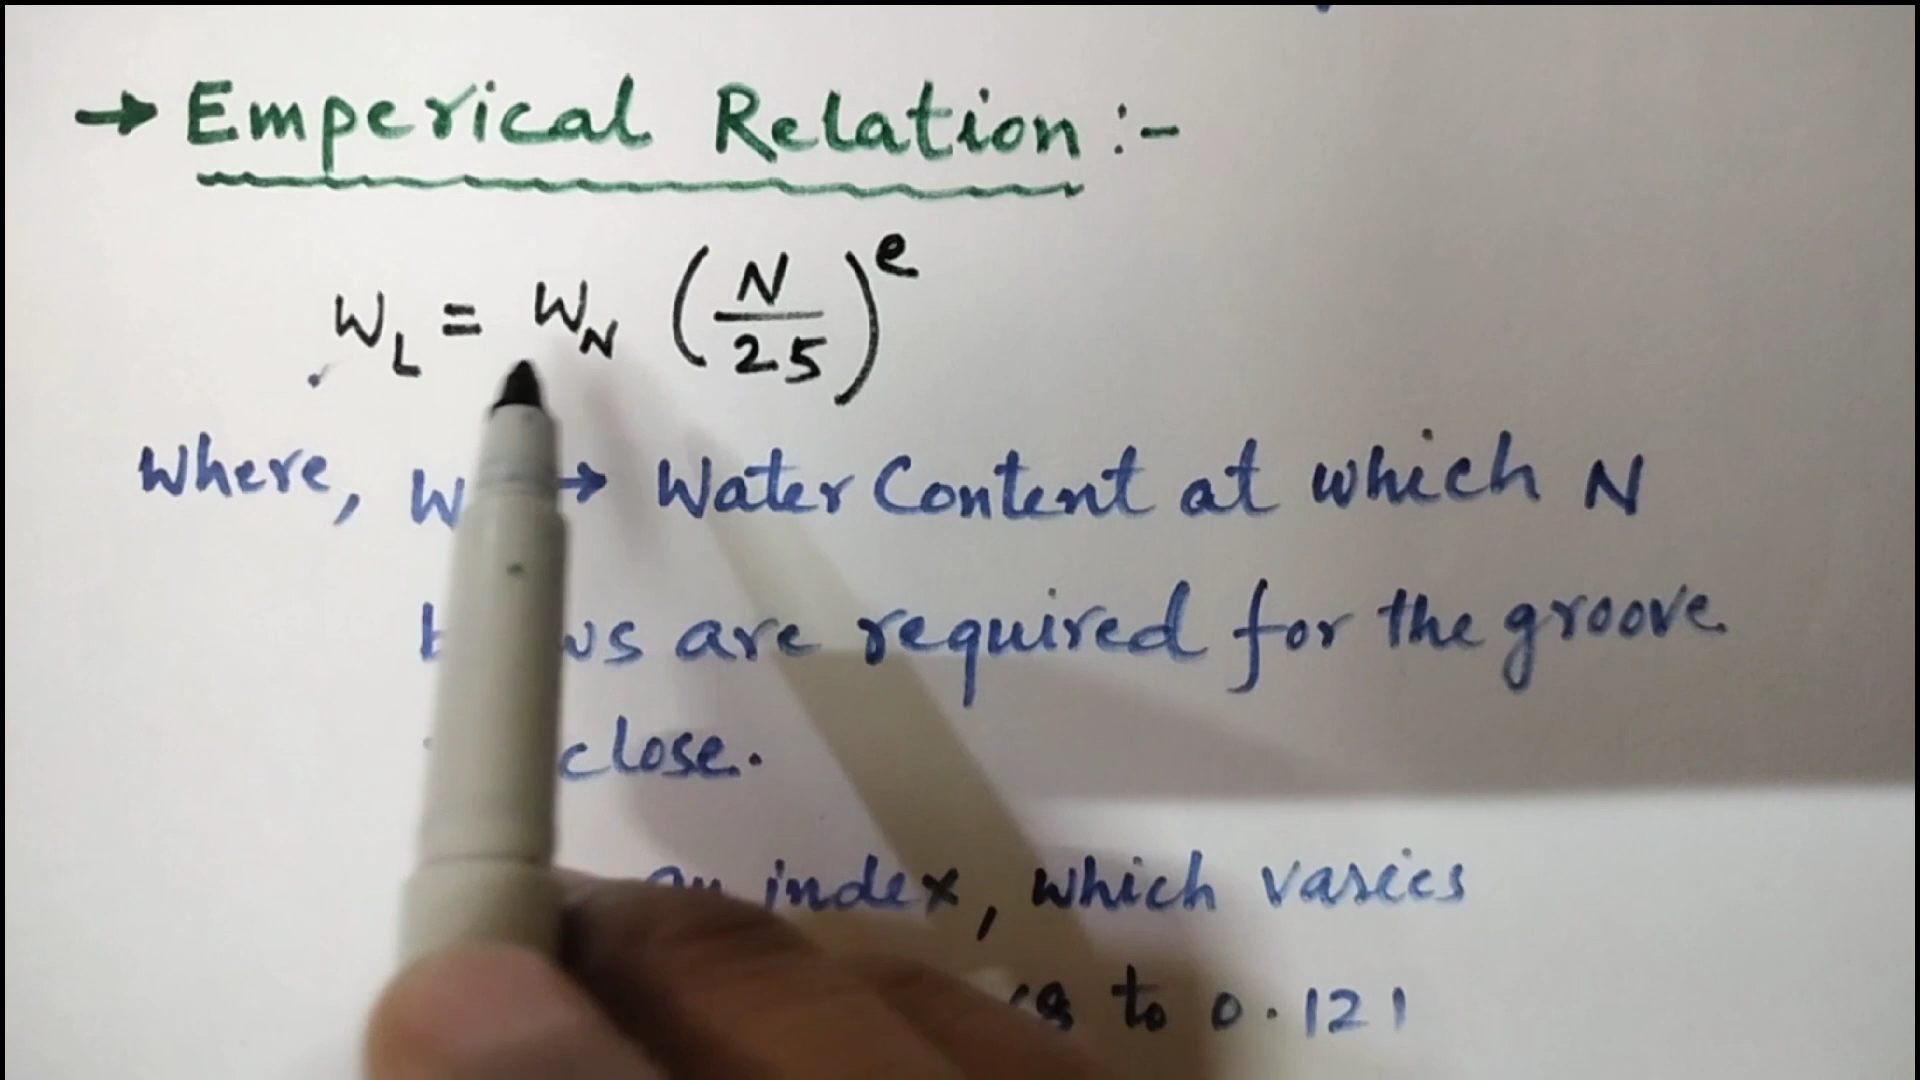 → Emperical Relation :-
W_L = W_N (N/25)^e
Where, W → Water Content at which N
are required for the groove
close.
index, which varies
to 0.121